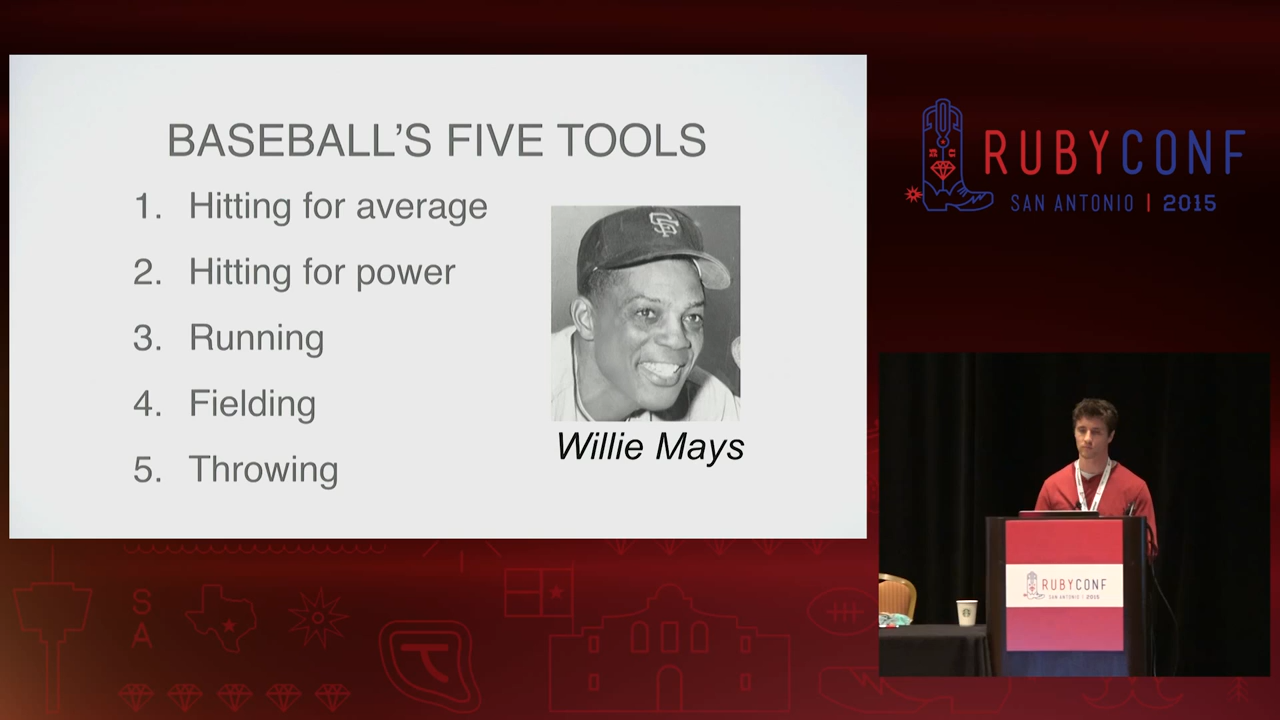 BASEBALL'S FIVE TOOLS
1. Hitting for average
2. Hitting for power
3. Running
4. Fielding
5. Throwing
Willie Mays
RUBYCONF
SAN ANTONIO | 2015
RUBYCONF
SAN ANTONIO | 2015
S
A